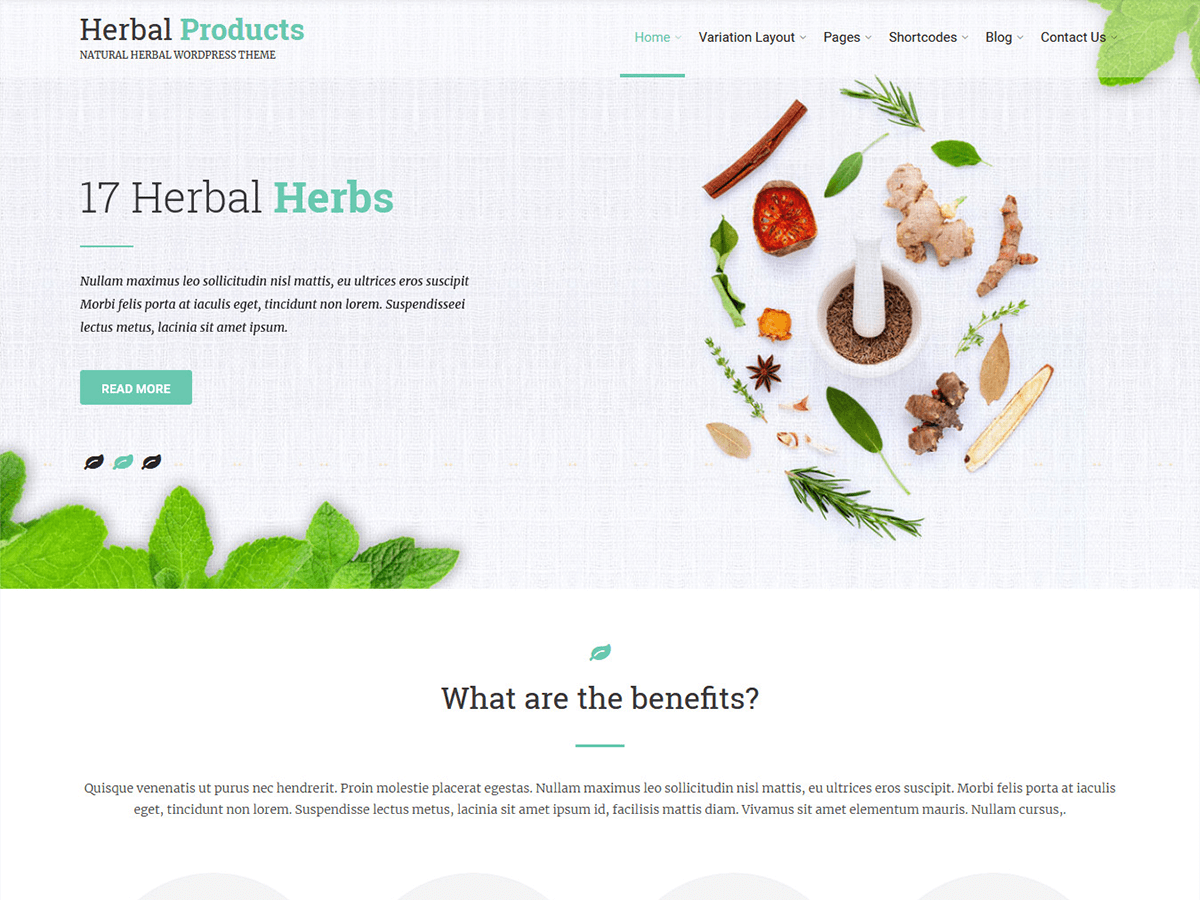 Herbal Products
NATURAL HERBAL WORDPRESS THEME
Home
Variation Layout
Pages
Shortcodes
Blog
Contact Us
17 Herbal Herbs
Nullam maximus leo sollicitudin nisl mattis, eu ultrices eros suscipit
Morbi felis porta at iaculis eget, tincidunt non lorem. Suspendisseei
lectus metus, lacinia sit amet ipsum.
READ MORE
What are the benefits?
Quisque venenatis ut purus nec hendrerit. Proin molestie placerat egestas. Nullam maximus leo sollicitudin nisl mattis, eu ultrices eros suscipit. Morbi felis porta at iaculis
eget, tincidunt non lorem. Suspendisse lectus metus, lacinia sit amet ipsum id, facilisis mattis diam. Vivamus sit amet elementum mauris. Nullam cursus,.